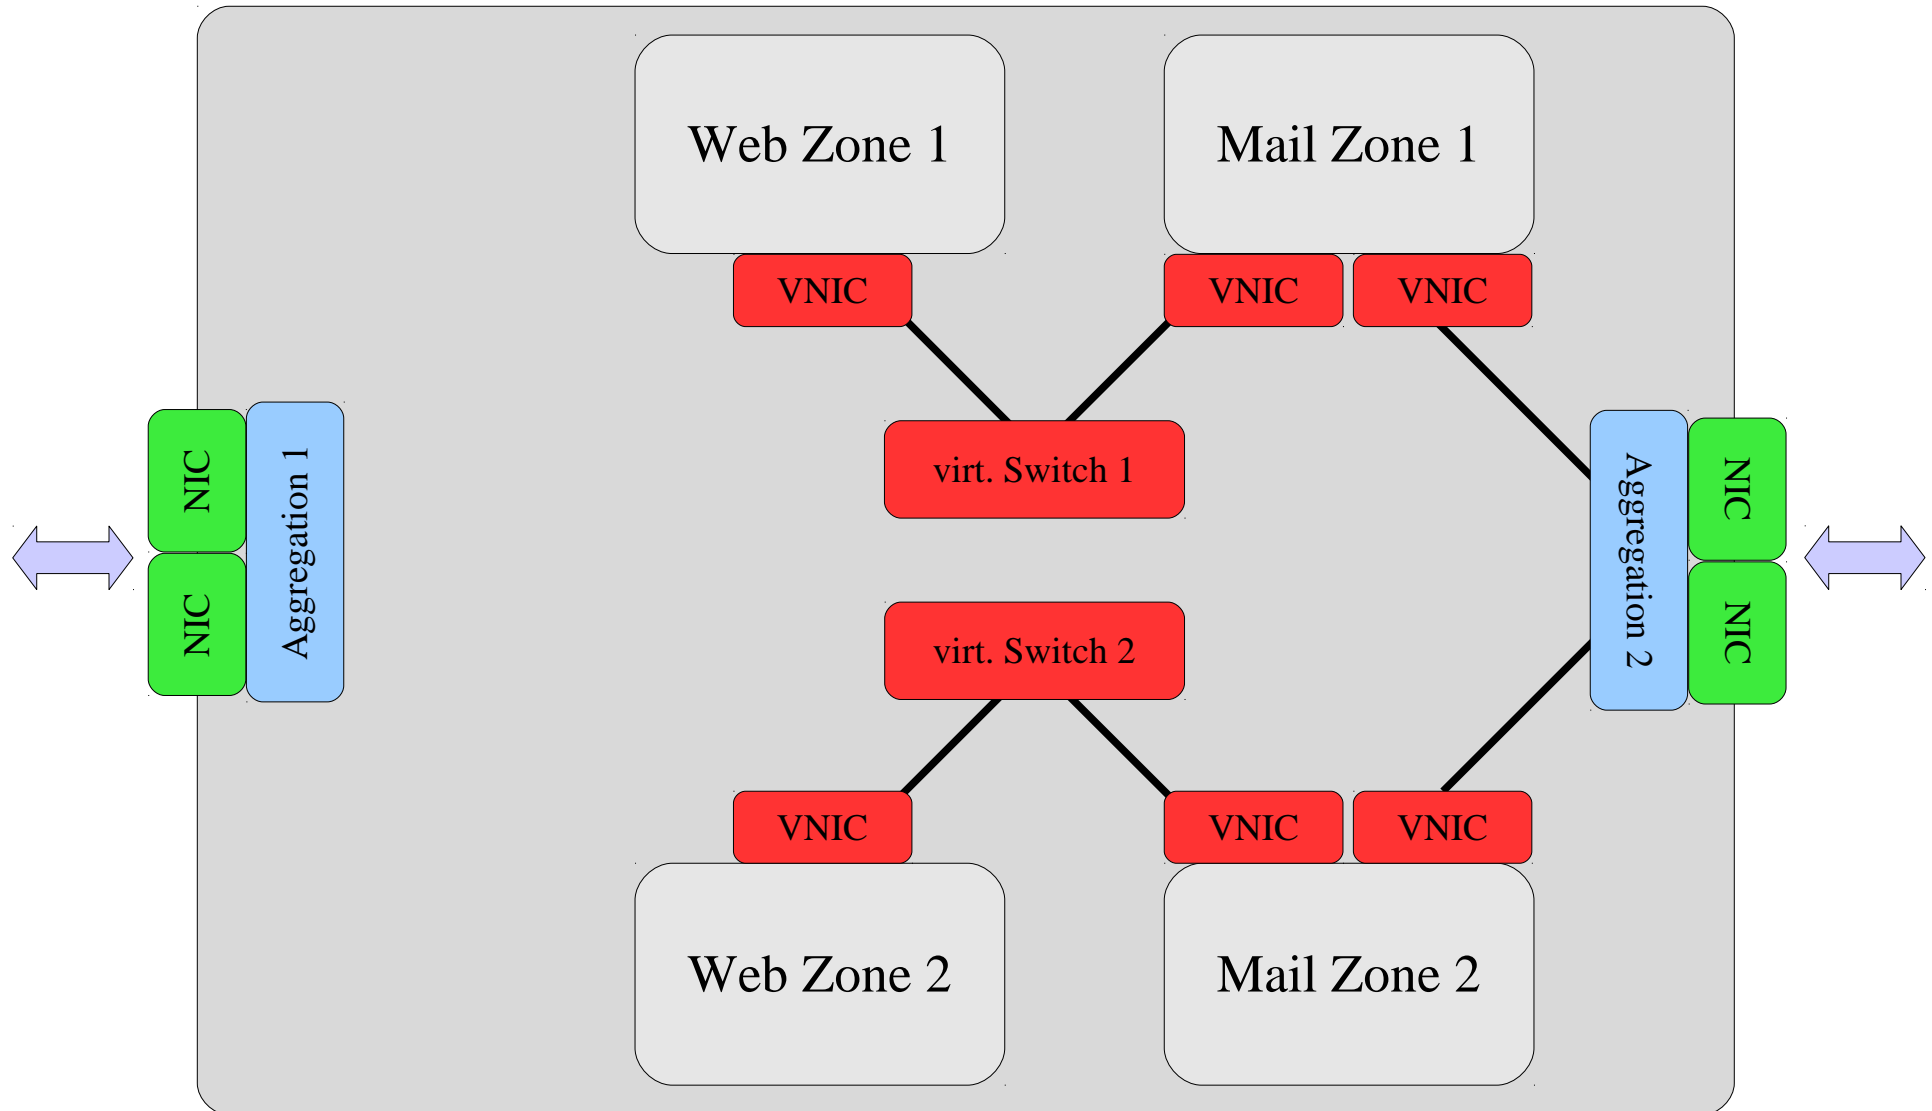 Web Zone 1
Mail Zone 1
VNIC
VNIC
VNIC
NIC
NIC
Aggregation 1
virt. Switch 1
virt. Switch 2
Aggregation 2
NIC
NIC
VNIC
VNIC
VNIC
Web Zone 2
Mail Zone 2